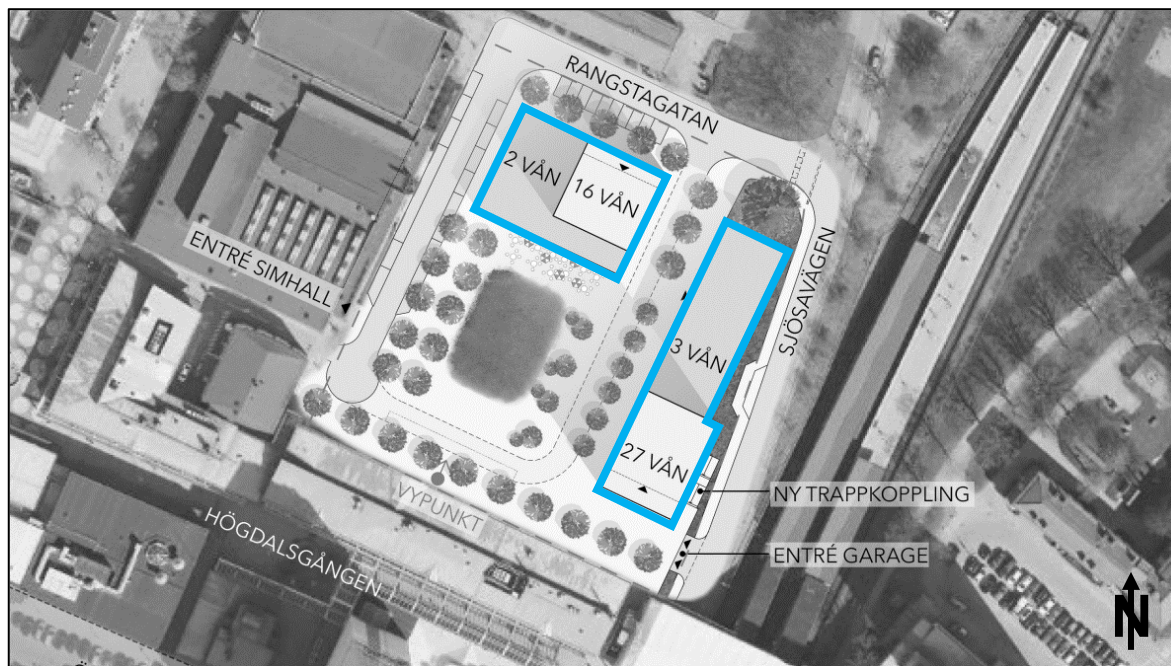 RANGSTAGATAN
2 VÅN
16 VÅN
ENTRÉ SIMHALL
SJÖSAVÄGEN
3 VÅN
27 VÅN
VYPUNKT
NY TRAPPKOPPLING
HÖGDALSGÅNGEN
ENTRÉ GARAGE
N